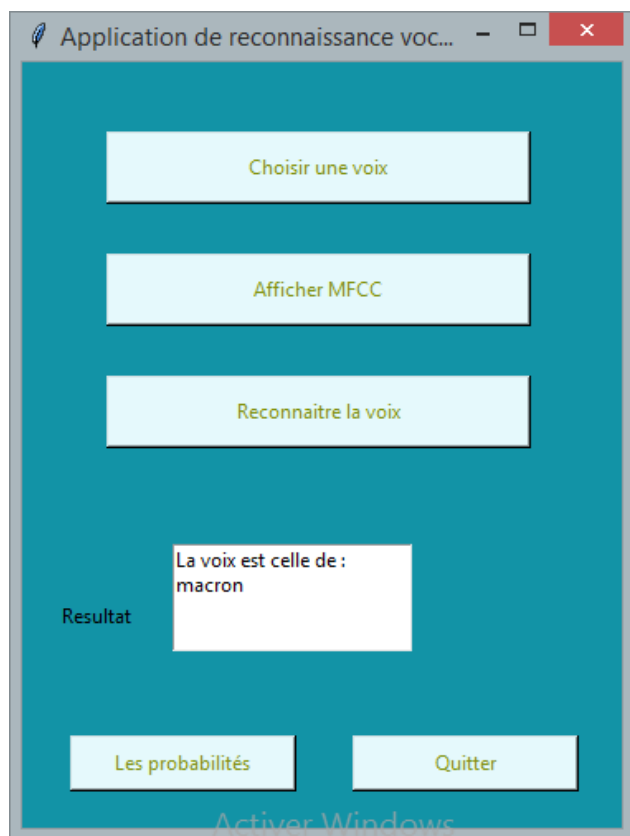 Application de reconnaissance voc...
Choisir une voix
Afficher MFCC
Reconnaitre la voix
La voix est celle de :
macron
Resultat
Les probabilités
Quitter
Activer Windows